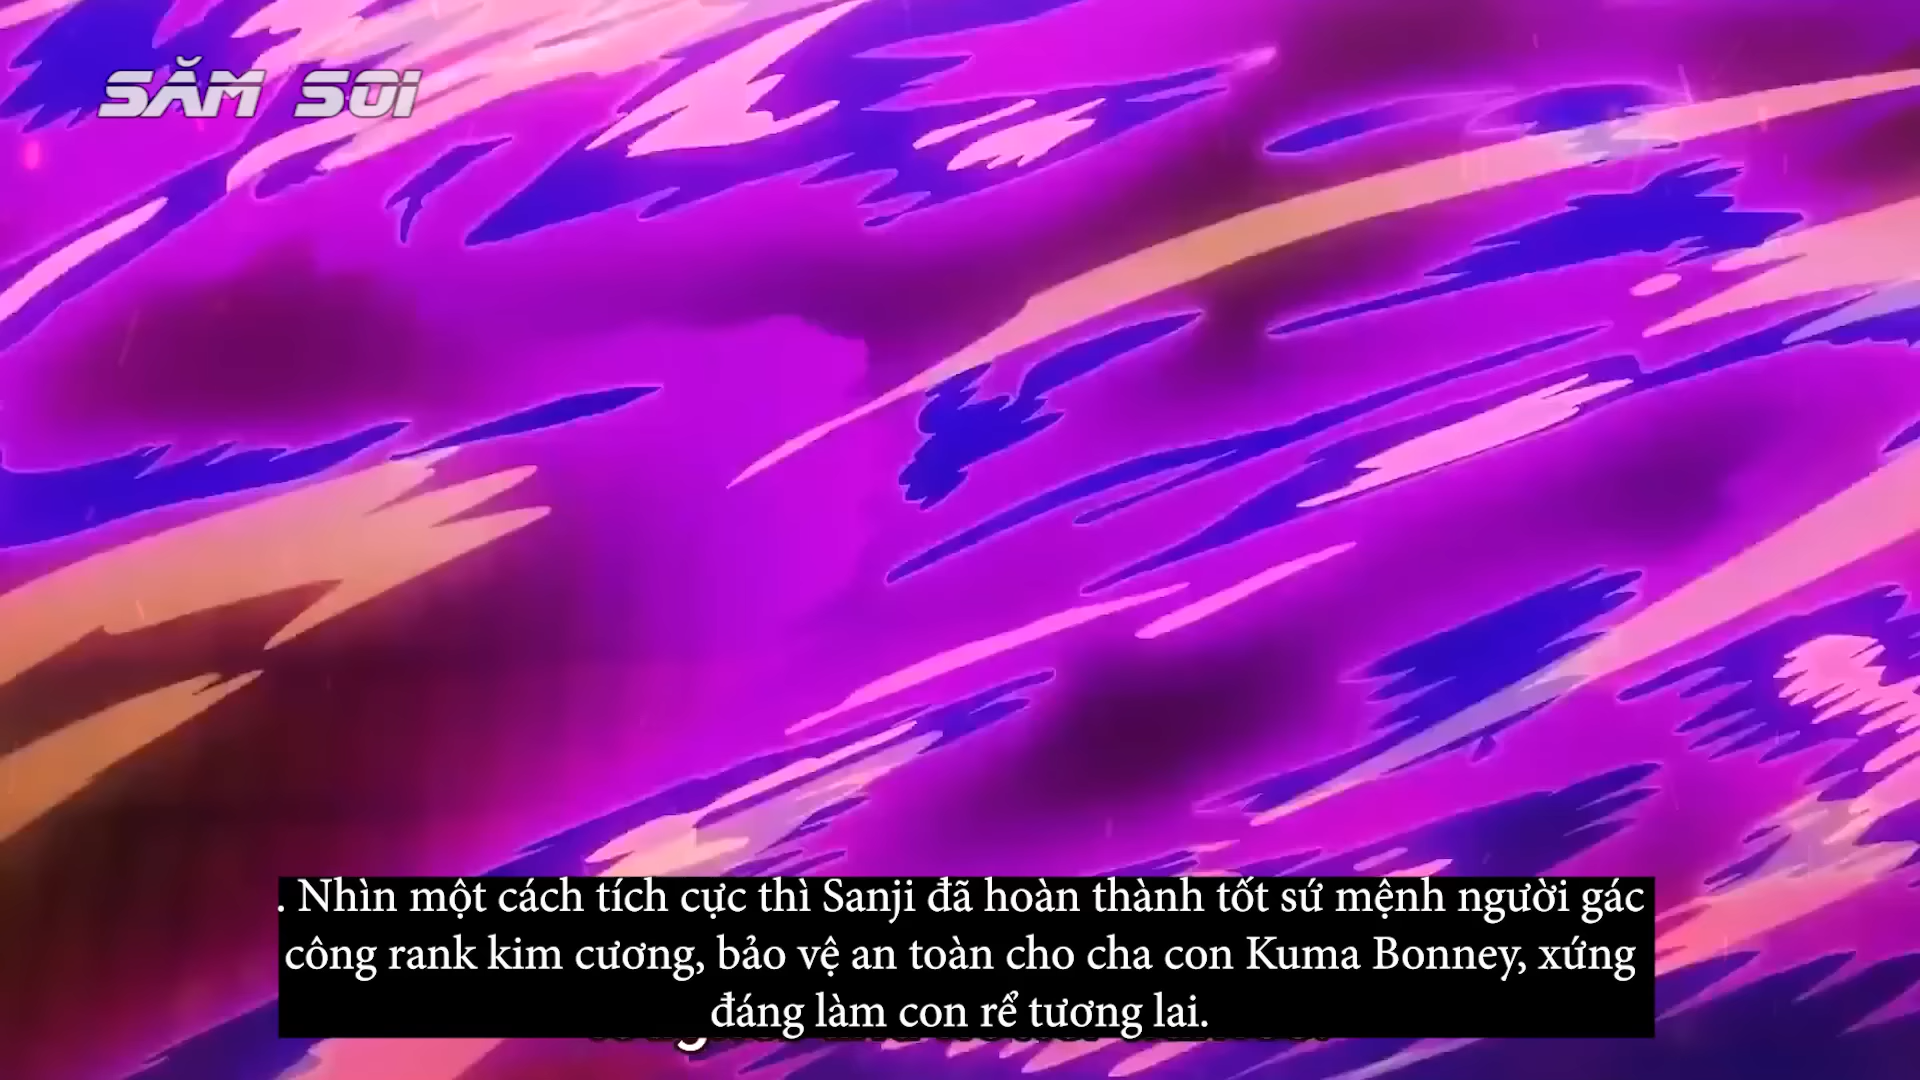 SĂM SOI
. Nhìn một cách tích cực thì Sanji đã hoàn thành tốt sứ mệnh người gác
công rank kim cương, bảo vệ an toàn cho cha con Kuma Bonney, xứng
đáng làm con rể tương lai.